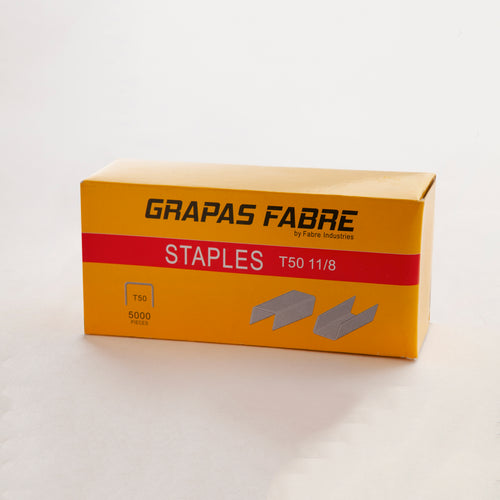 GRAPAS FABRE
by Fabre Industries
STAPLES T50 11/8
T50
5000
PIECES